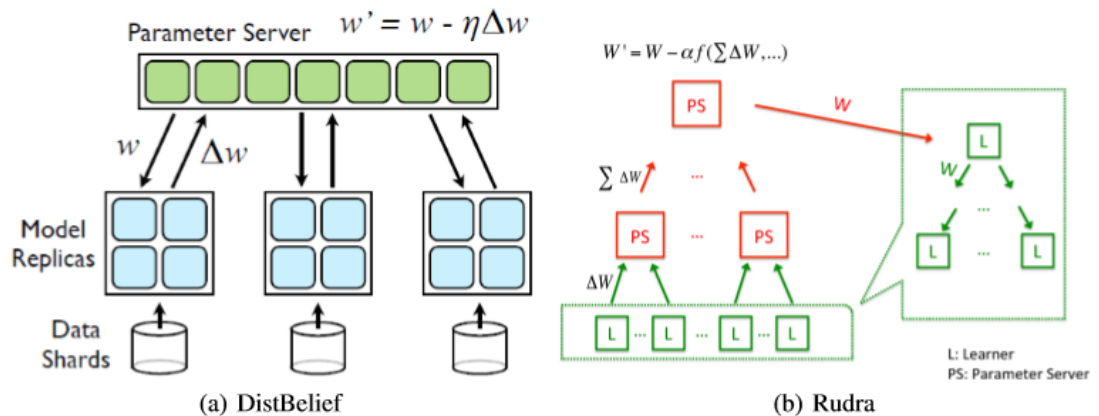 Parameter Server w' = w - ηΔw
w Δw
Model
Replicas
Data
Shards
(a) DistBelief
W' = W − αf(∑ΔW,...)
PS
W
∑ ΔW
...
PS ... PS
ΔW
L ... L ... L ... L
L
W
...
L ... L
L: Learner
PS: Parameter Server
(b) Rudra